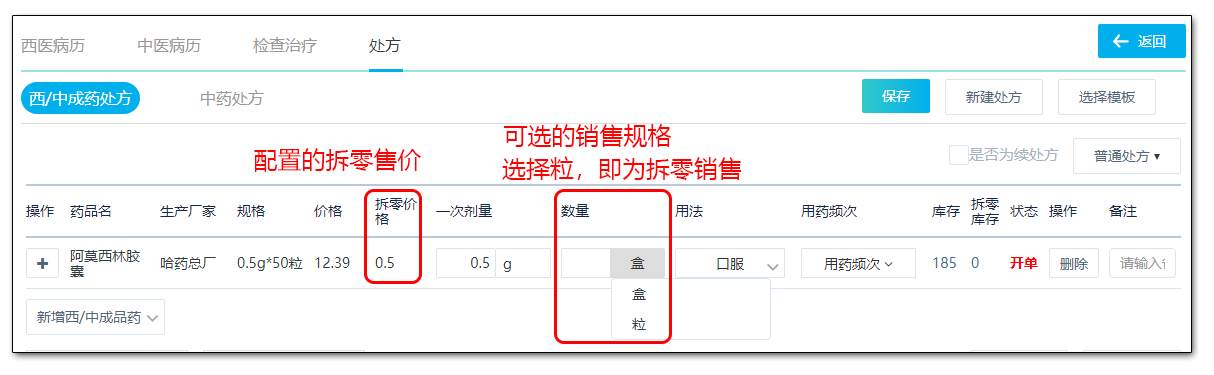 西医病历 中医病历 检查治疗 处方 返回
西/中成药处方 中药处方 保存 新建处方 选择模板
可选的销售规格
配置的拆零售价 选择粒，即为拆零销售
是否为续处方 普通处方
操作 药品名 生产厂家 规格 价格 拆零价格 一次剂量 数量 用法 用药频次 库存 拆零库存 状态 操作 备注
+ 阿莫西林胶囊 哈药总厂 0.5g*50粒 12.39 0.5 0.5 g 盒 口服 用药频次 185 0 开单 删除 请输入
盒
新增西/中成品药 粒